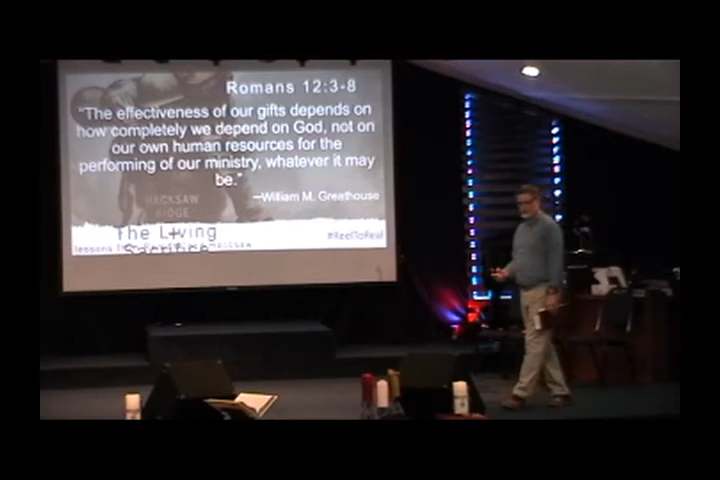 Romans 12:3-8
"The effectiveness of our gifts depends on
how completely we depend on God, not on
our own human resources for the
performing of our ministry, whatever it may
be."
—William M. Greathouse
HACKSAW
RIDGE
The Living
Sacrifice
#ReelToReal
lessons